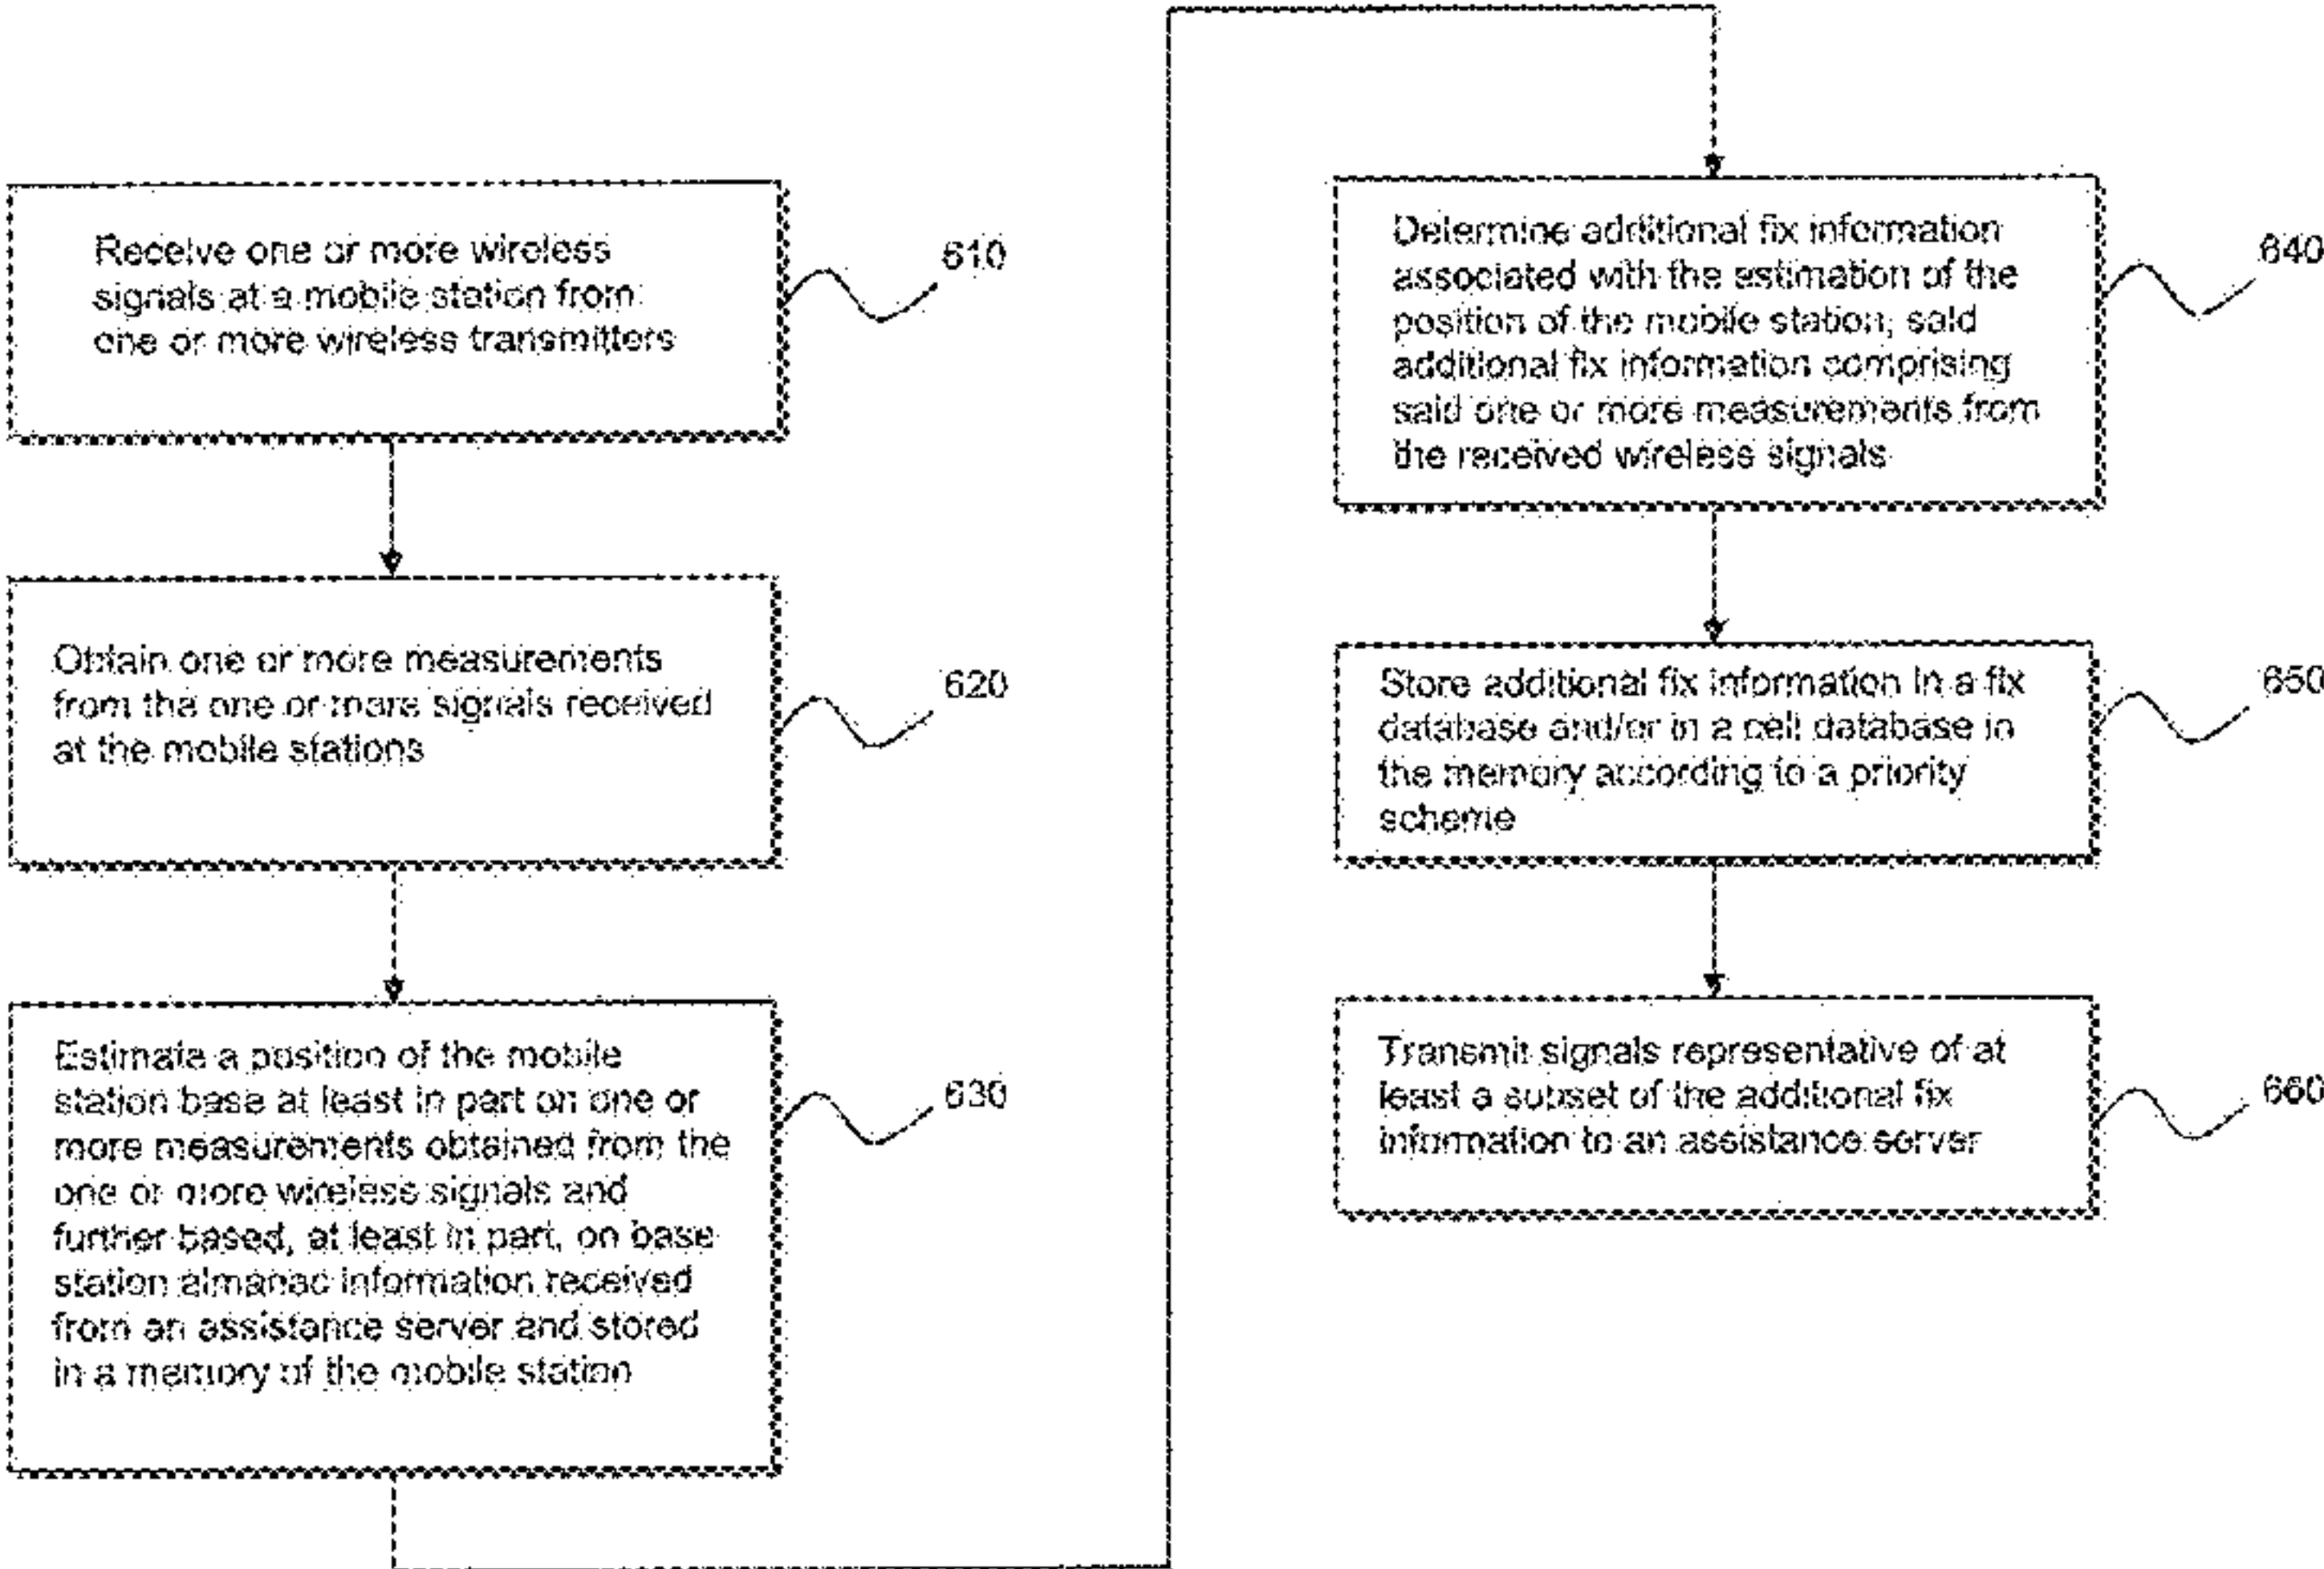 Receive one or more wireless
signals at a mobile station from
one or more wireless transmitters
610
Obtain one or more measurements
from the one or more signals received
at the mobile stations
620
Estimate a position of the mobile
station base at least in part on one or
more measurements obtained from the
one or more wireless signals and
further based, at least in part, on base
station almanac information received
from an assistance server and stored
in a memory of the mobile station
630
Determine additional fix information
associated with the estimation of the
position of the mobile station, said
additional fix information comprising
said one or more measurements from
the received wireless signals
640
Store additional fix information in a fix
database and/or in a cell database in
the memory according to a priority
scheme
650
Transmit signals representative of at
least a subset of the additional fix
information to an assistance server
660